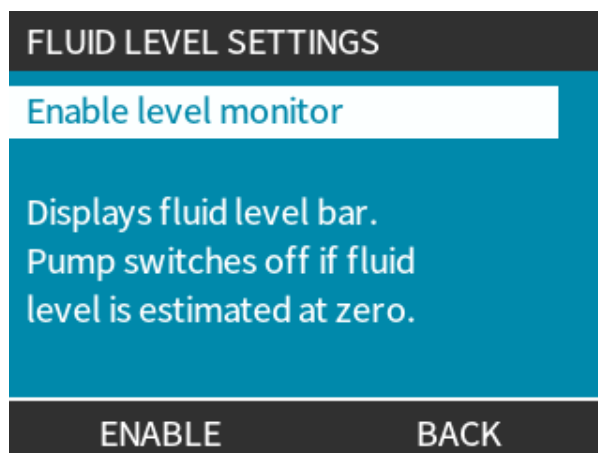 FLUID LEVEL SETTINGS
Enable level monitor
Displays fluid level bar.
Pump switches off if fluid
level is estimated at zero.
ENABLE BACK